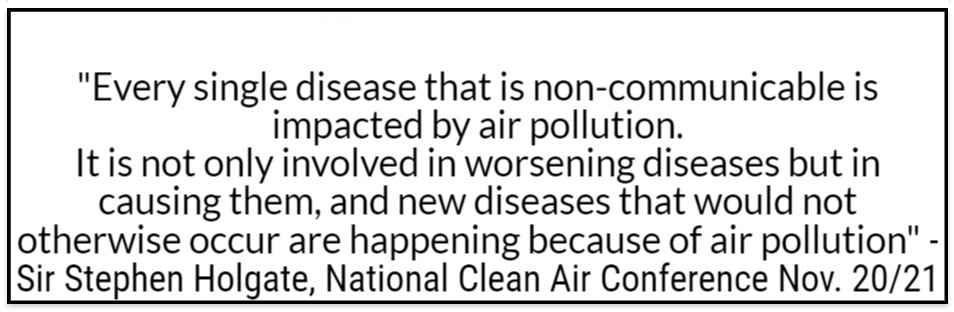 "Every single disease that is non-communicable is
impacted by air pollution.
It is not only involved in worsening diseases but in
causing them, and new diseases that would not
otherwise occur are happening because of air pollution" -
Sir Stephen Holgate, National Clean Air Conference Nov. 20/21